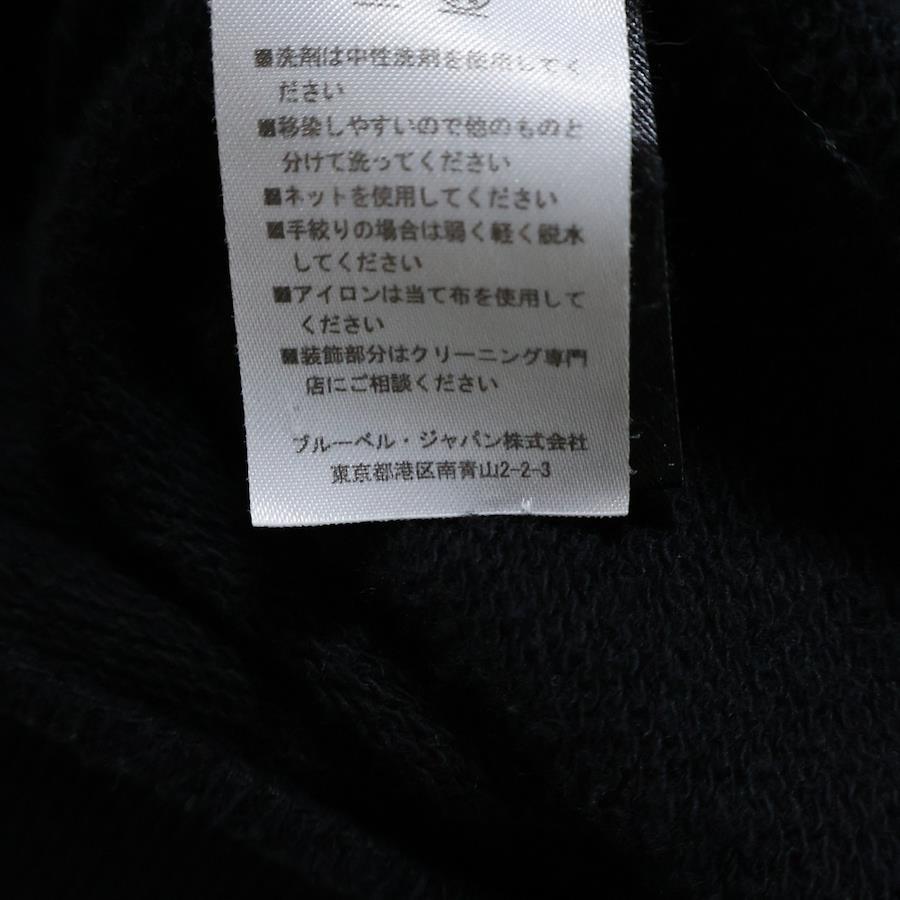 ■洗剤は中性洗剤を使用してく
ださい
■移染しやすいので他のものと
分けて洗ってください
■ネットを使用してください
■手絞りの場合は弱く軽く脱水
してください
■アイロンは当て布を使用して
ください
■装飾部分はクリーニング専門
店にご相談ください
ブルーベル・ジャパン株式会社
東京都港区南青山2-2-3